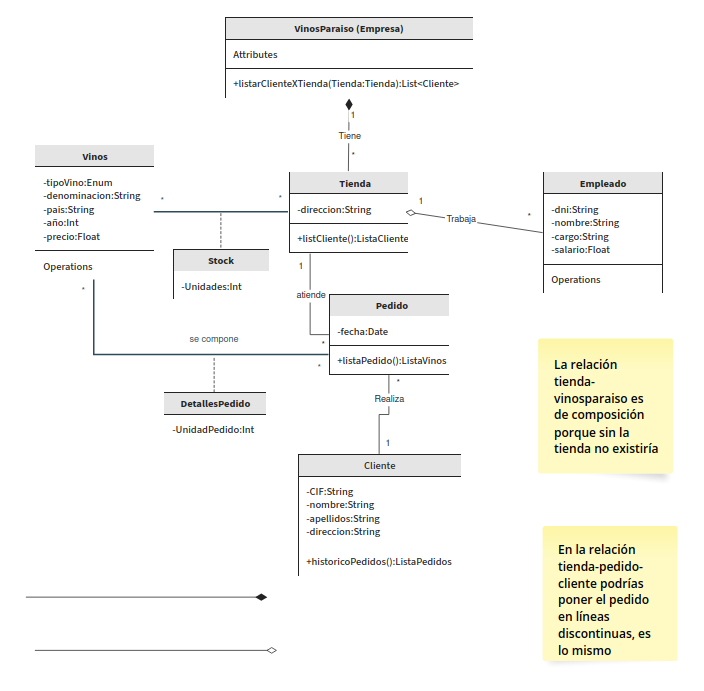 VinosParaiso (Empresa)
Attributes
+listarClienteXTienda(Tienda:Tienda):List<Cliente>
1
Tiene
*
Vinos
-tipoVino:Enum
-denominacion:String
-pais:String
-año:Int
-precio:Float
Operations
*
*
*
Tienda
-direccion:String
+listCliente():ListaCliente
1
Trabaja
*
Empleado
-dni:String
-nombre:String
-cargo:String
-salario:Float
Operations
Stock
-Unidades:Int
1
atiende
*
Pedido
-fecha:Date
+listaPedido():ListaVinos
se compone
*
DetallesPedido
-UnidadPedido:Int
*
Realiza
1
Cliente
-CIF:String
-nombre:String
-apellidos:String
-direccion:String
+historicoPedidos():ListaPedidos
La relación
tienda-
vinosparaiso es
de composición
porque sin la
tienda no existiría
En la relación
tienda-pedido-
cliente podrías
poner el pedido
en líneas
discontinuas, es
lo mismo